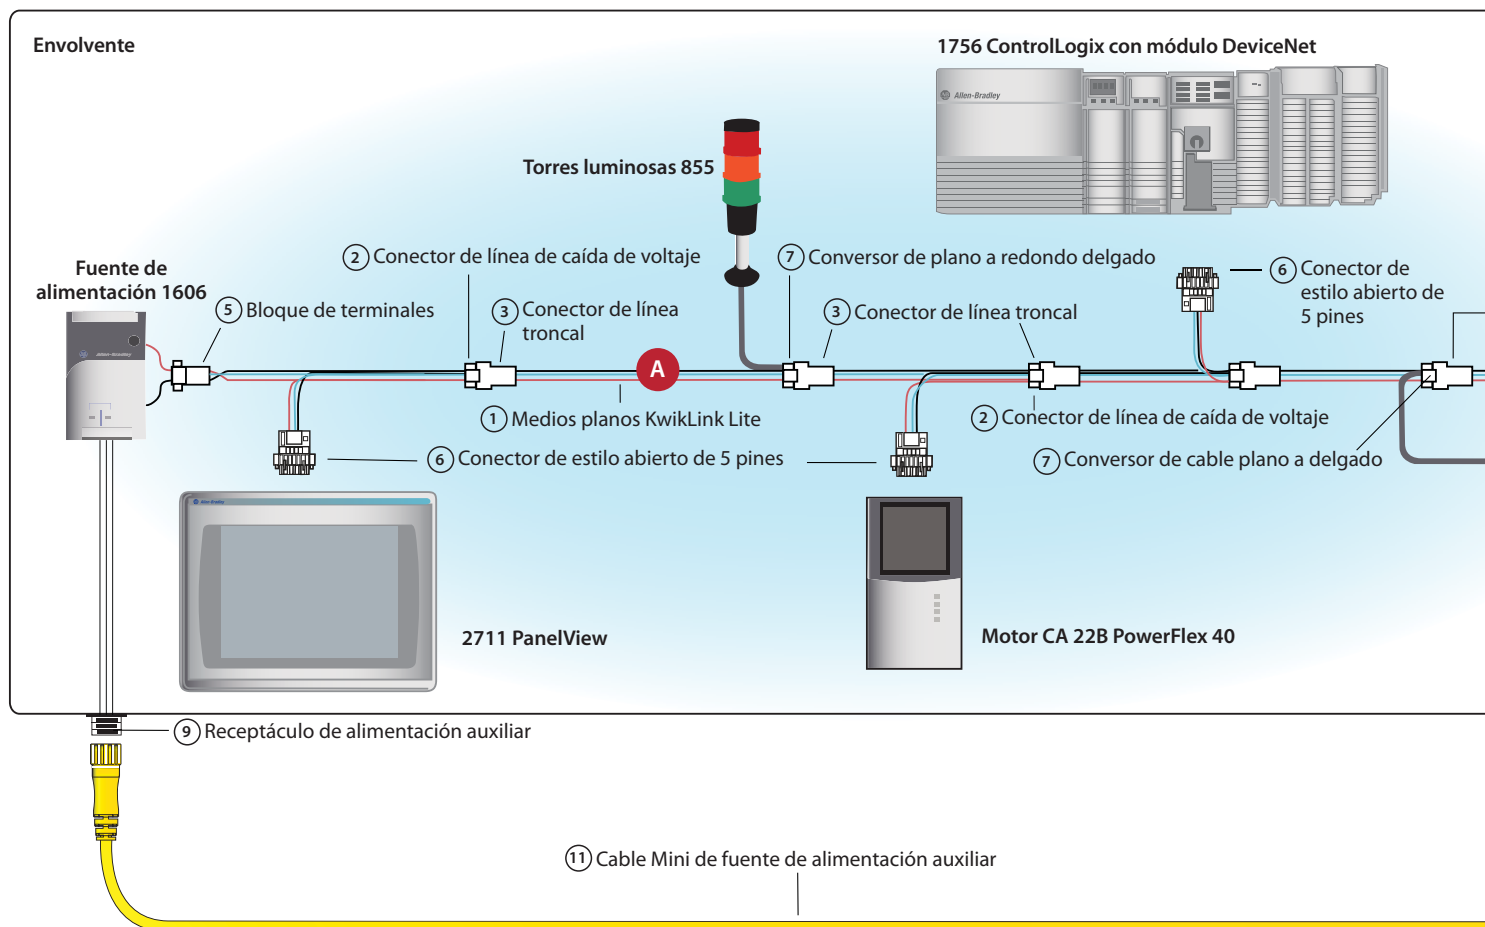 Envolvente
1756 ControlLogix con módulo DeviceNet
Allen-Bradley
Torres luminosas 855
2 Conector de línea de caída de voltaje
7 Conversor de plano a redondo delgado
6 Conector de
estilo abierto de
5 pines
Fuente de
alimentación 1606
5 Bloque de terminales
3 Conector de línea
troncal
3 Conector de línea troncal
Allen-Bradley
A
1 Medios planos KwikLink Lite
2 Conector de línea de caída de voltaje
6 Conector de estilo abierto de 5 pines
7 Conversor de cable plano a delgado
Allen-Bradley
2711 PanelView
Motor CA 22B PowerFlex 40
9 Receptáculo de alimentación auxiliar
11 Cable Mini de fuente de alimentación auxiliar